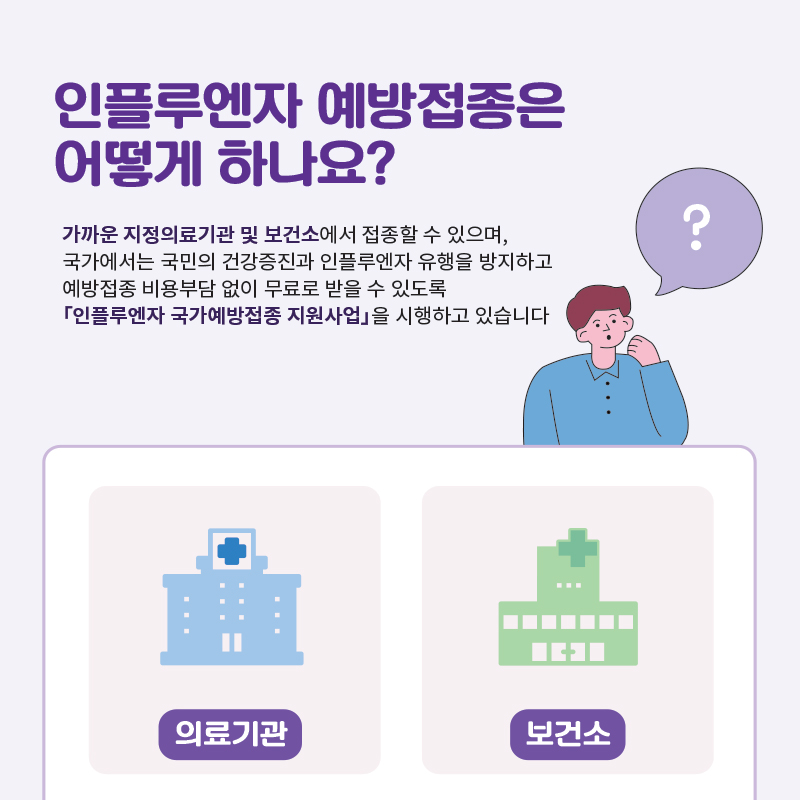 인플루엔자 예방접종은
어떻게 하나요?
?
가까운 지정의료기관 및 보건소에서 접종할 수 있으며,
국가에서는 국민의 건강증진과 인플루엔자 유행을 방지하고
예방접종 비용부담 없이 무료로 받을 수 있도록
「인플루엔자 국가예방접종 지원사업」을 시행하고 있습니다
의료기관
보건소